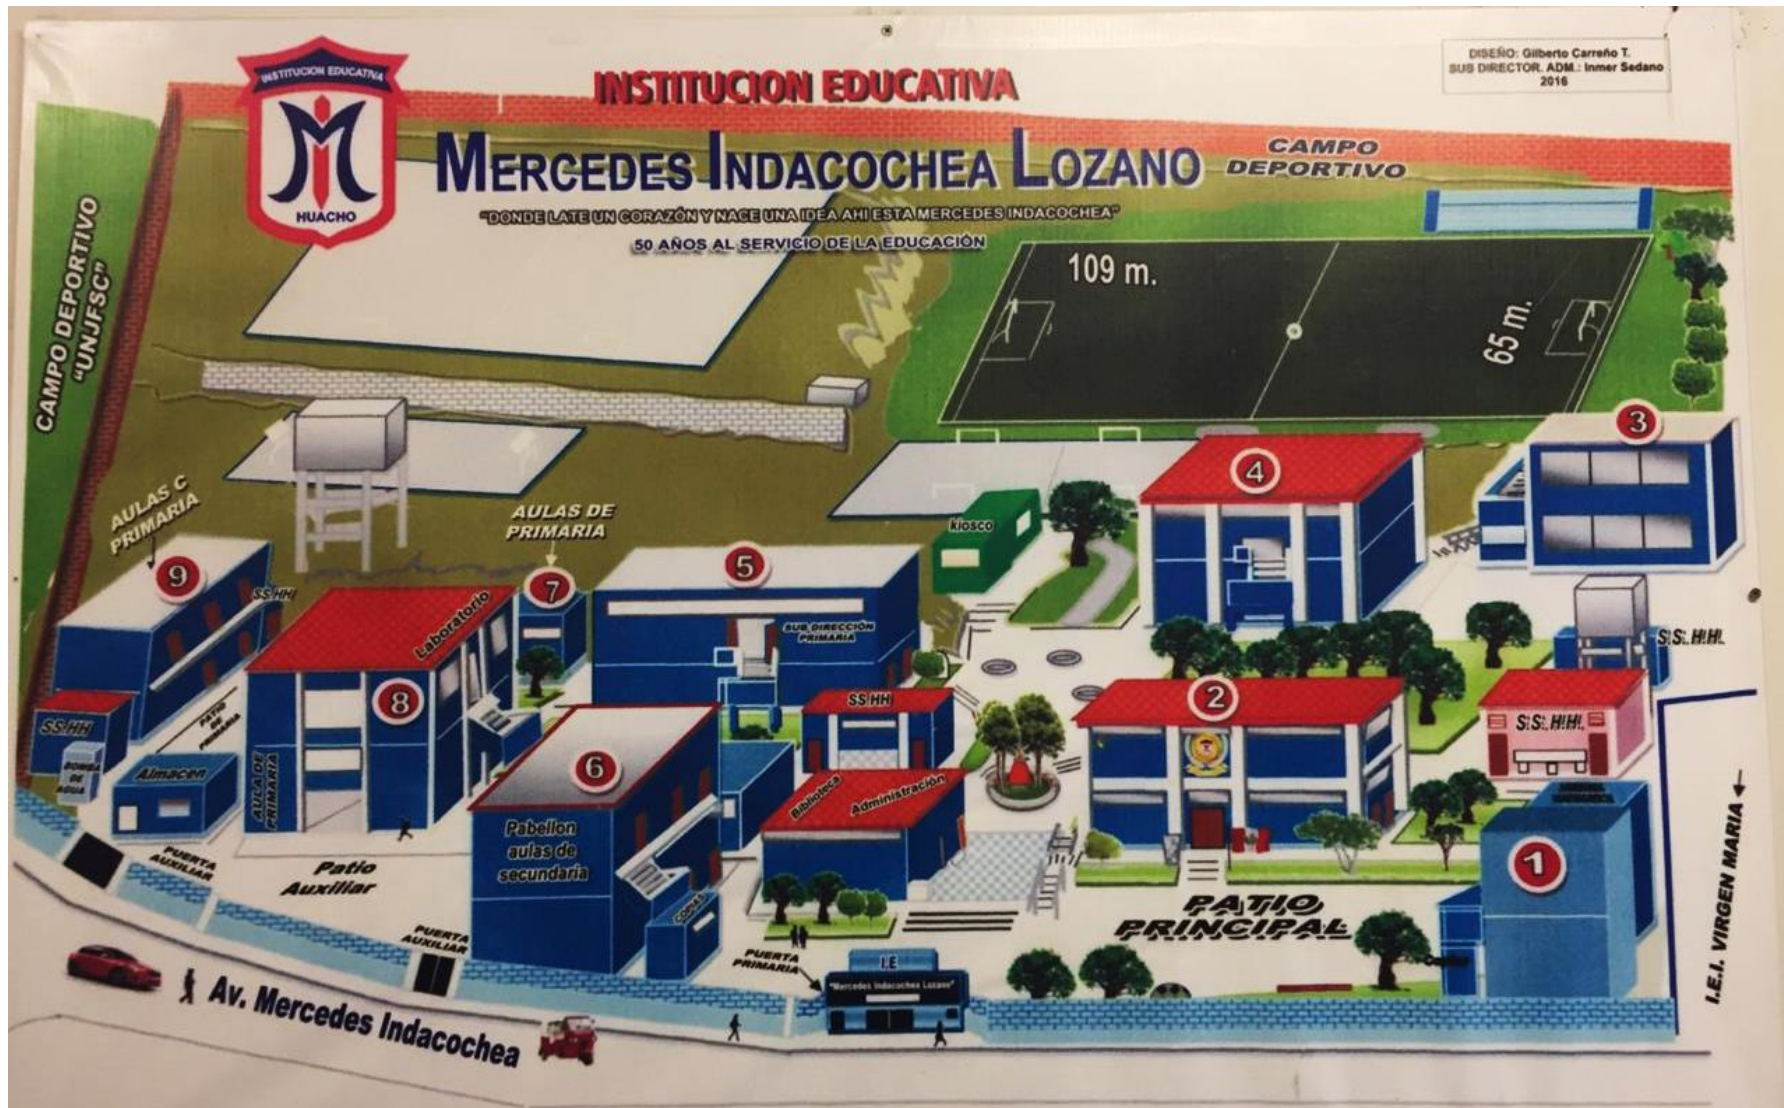 INSTITUCION EDUCATIVA
HUACHO
INSTITUCION EDUCATIVA
MERCEDES INDACOCHEA LOZANO
"DONDE LATE UN CORAZÓN Y NACE UNA IDEA AHI ESTA MERCEDES INDACOCHEA"
50 AÑOS AL SERVICIO DE LA EDUCACIÓN
DISEÑO: Gilberto Carreño T.
SUB DIRECTOR. ADM.: Inmer Sedano
2016
CAMPO
DEPORTIVO
109 m.
65 m.
CAMPO DEPORTIVO
"UNJFSC"
3
4
AULAS C
PRIMARIA
AULAS DE
PRIMARIA
kiosco
9
SS.HH
7
5
Laboratorio
SUB DIRECCIÓN
PRIMARIA
S.S.H.H.
SS.HH
BOMBA
DE
AGUA
PATIO
DE
PRIMARIA
8
SS.HH
2
S.S.H.H.
Almacen
AULA DE
PRIMARIA
6
Biblioteca
Administración
Pabellon
aulas de
secundaria
1
I.E.I. VIRGEN MARIA
PUERTA
AUXILIAR
Patio
Auxiliar
COPIAS
PATIO
PRINCIPAL
PUERTA
AUXILIAR
PUERTA
PRIMARIA
I.E
"Mercedes Indacochea Lozano"
Av. Mercedes Indacochea